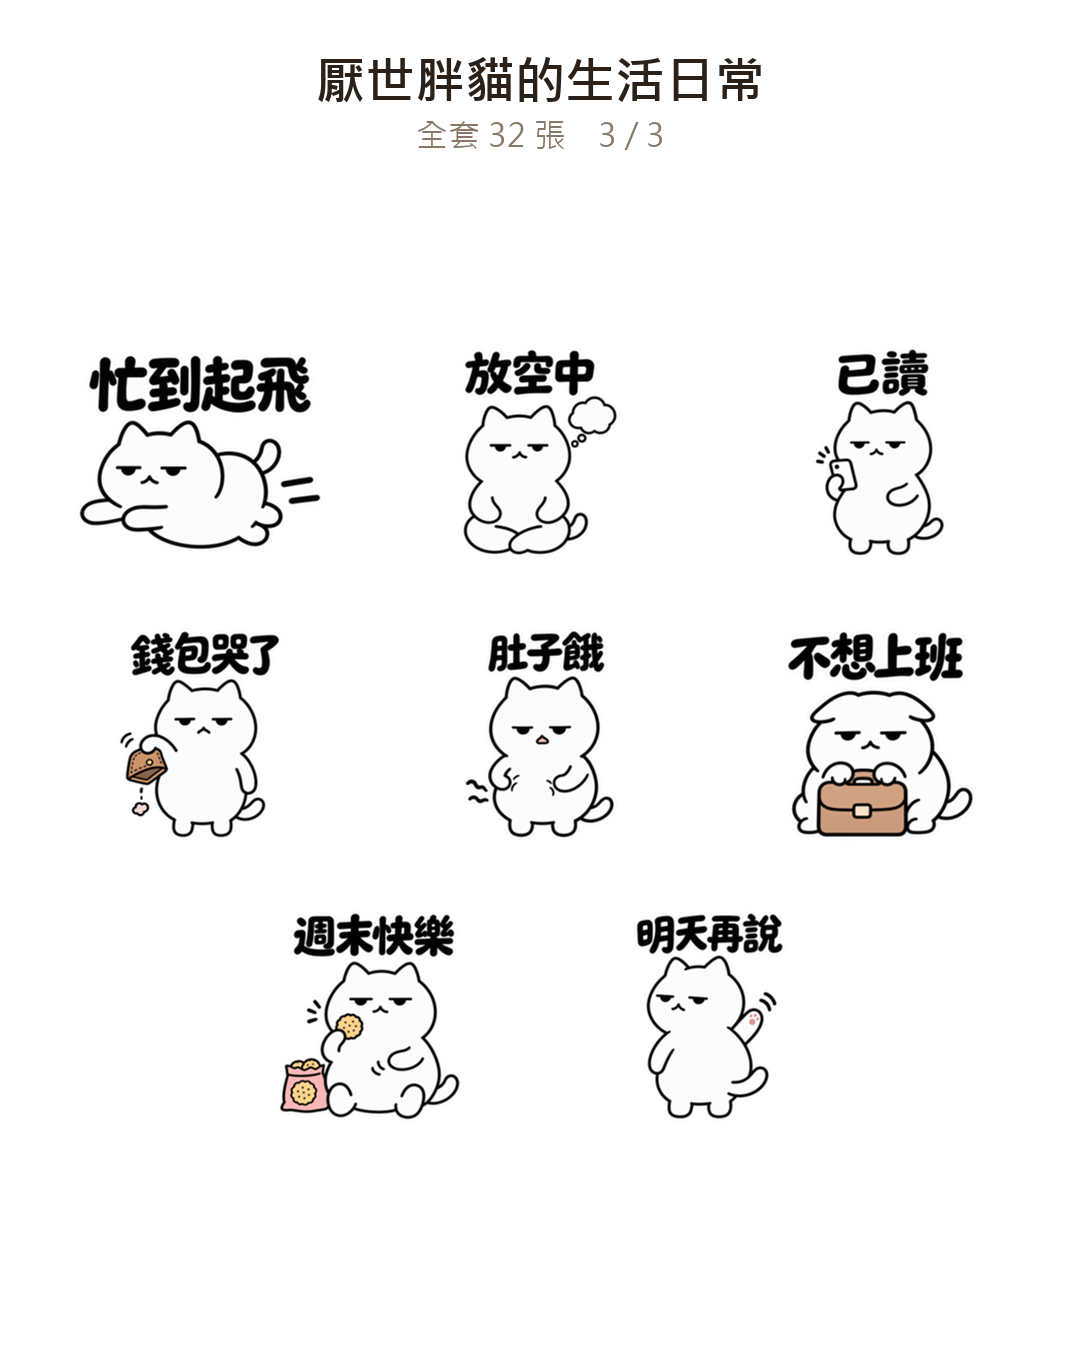 厭世胖貓的生活日常
全套 32 張　3 / 3
忙到起飛
放空中
已讀
錢包哭了
肚子餓
不想上班
週末快樂
明天再說